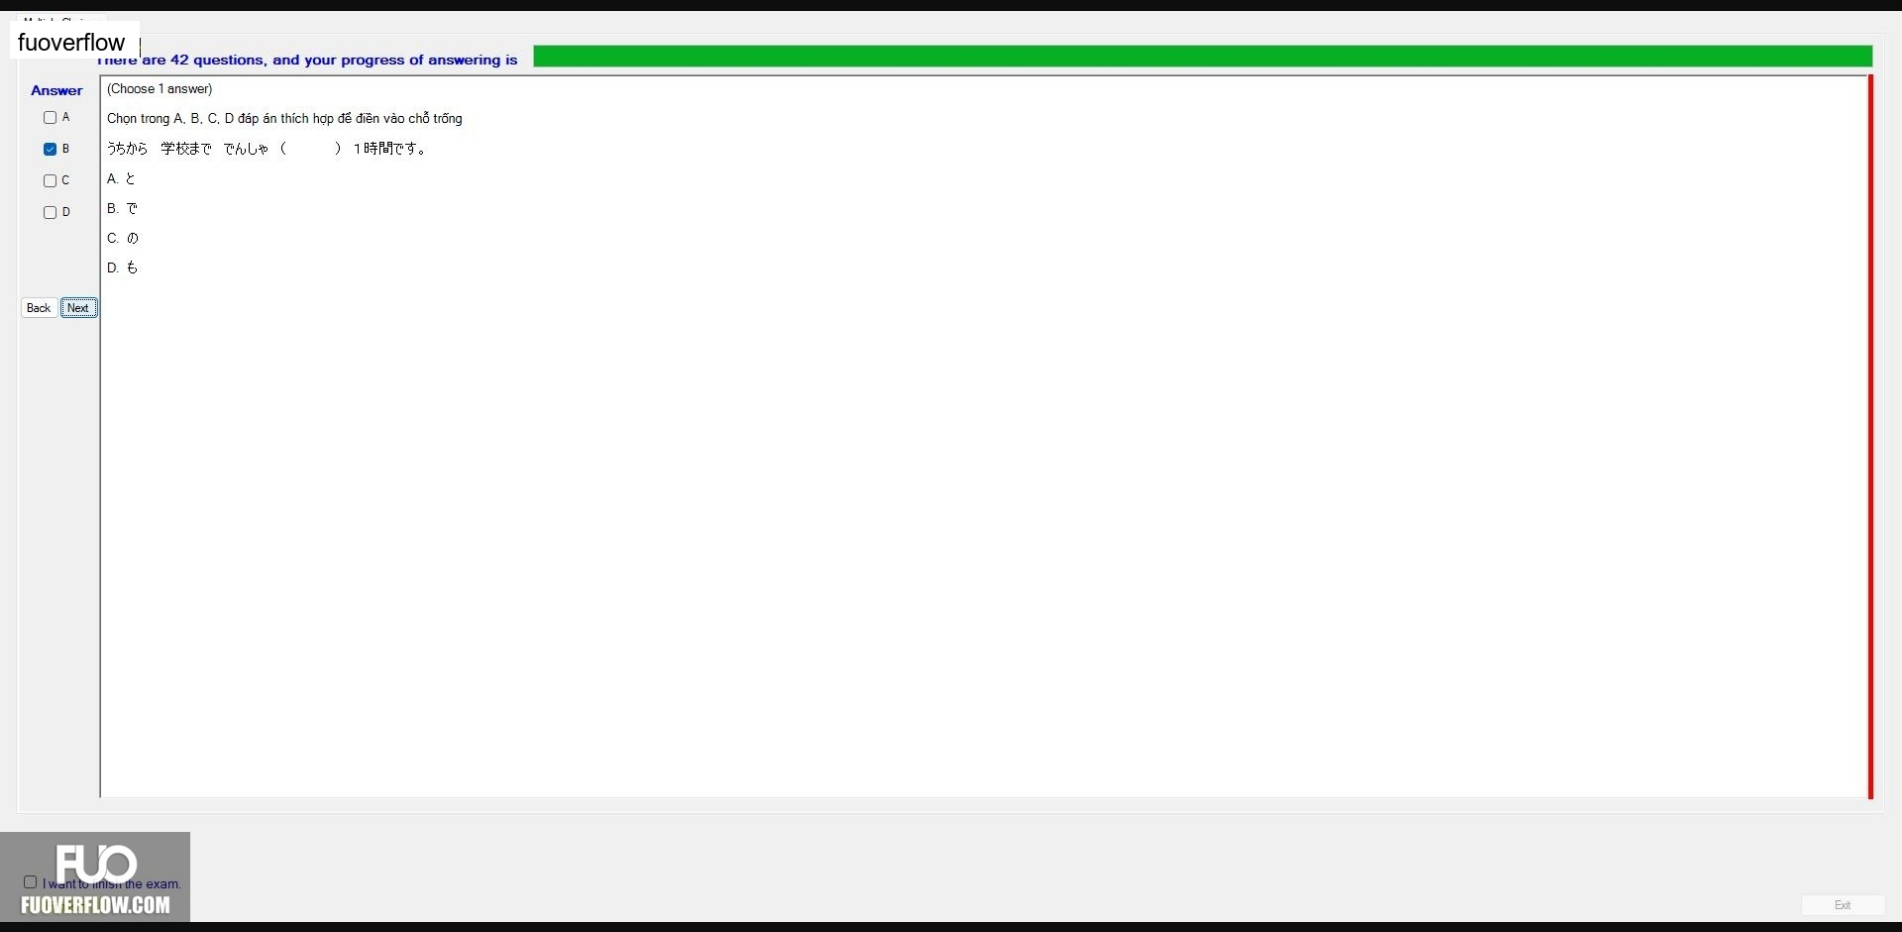 fuoverflow
There are 42 questions, and your progress of answering is
Answer
A
B
C
D
Back Next
(Choose 1 answer)
Chọn trong A, B, C, D đáp án thích hợp để điền vào chỗ trống
うちから 学校まで でんしゃ ( ) 1時間です。
A. と
B. で
C. の
D. も
FUO
I want to finish the exam.
FUOVERFLOW.COM
Exit